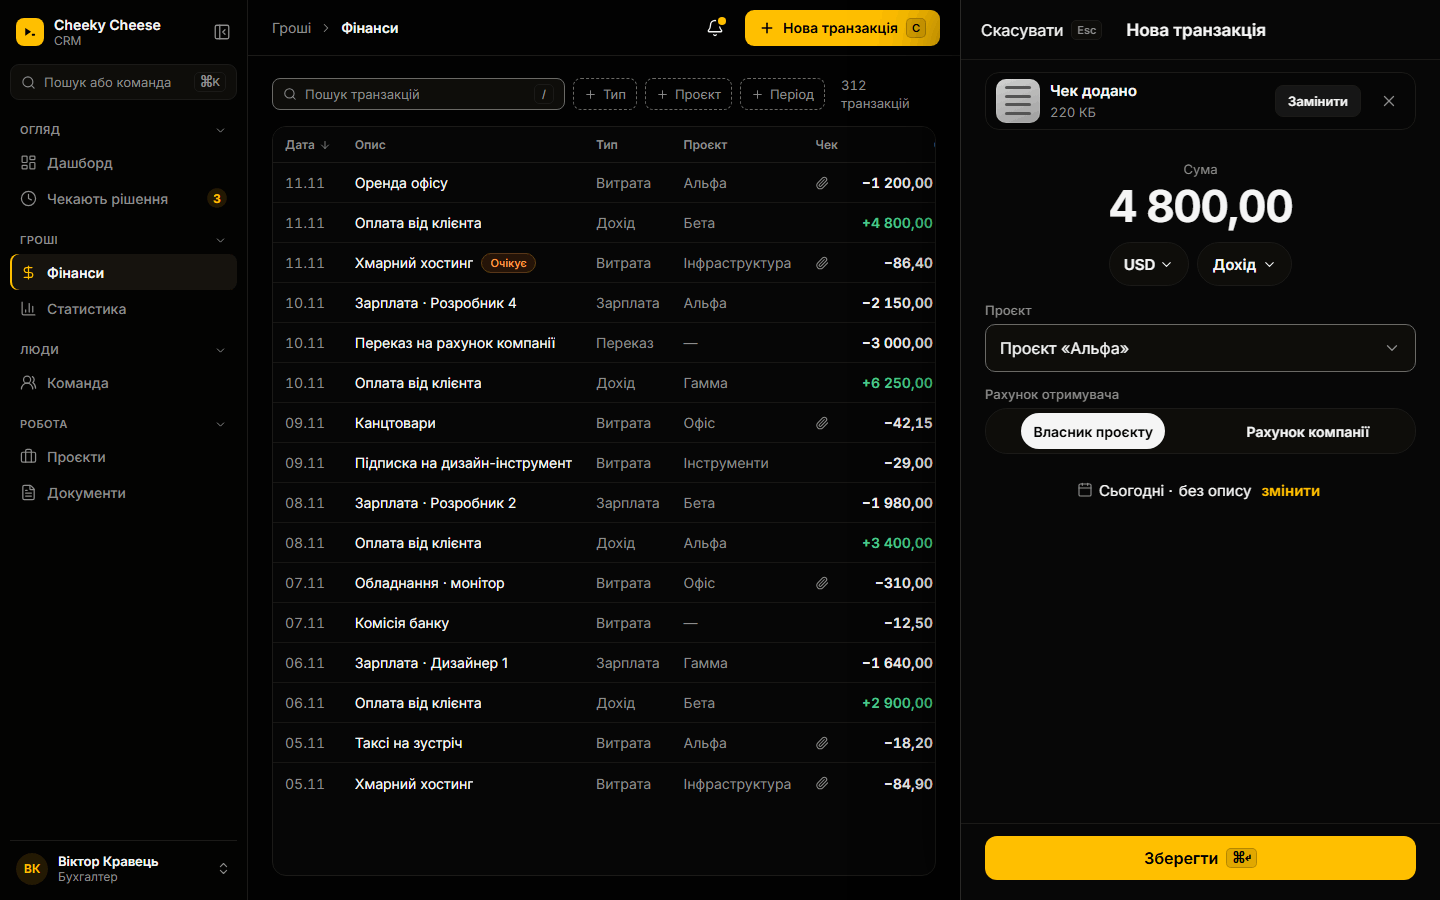 Cheeky Cheese
CRM
Пошук або команда ⌘K
ОГЛЯД
Дашборд
Чекають рішення 3
ГРОШІ
Фінанси
Статистика
ЛЮДИ
Команда
РОБОТА
Проєкти
Документи
ВК
Віктор Кравець
Бухгалтер
Гроші > Фінанси
+ Нова транзакція C
Пошук транзакцій /
+ Тип
+ Проєкт
+ Період
312 транзакцій
Дата ↓ Опис Тип Проєкт Чек
11.11 Оренда офісу Витрата Альфа −1 200,00
11.11 Оплата від клієнта Дохід Бета +4 800,00
11.11 Хмарний хостинг Очікує Витрата Інфраструктура −86,40
10.11 Зарплата · Розробник 4 Зарплата Альфа −2 150,00
10.11 Переказ на рахунок компанії Переказ — −3 000,00
10.11 Оплата від клієнта Дохід Гамма +6 250,00
09.11 Канцтовари Витрата Офіс −42,15
09.11 Підписка на дизайн-інструмент Витрата Інструменти −29,00
08.11 Зарплата · Розробник 2 Зарплата Бета −1 980,00
08.11 Оплата від клієнта Дохід Альфа +3 400,00
07.11 Обладнання · монітор Витрата Офіс −310,00
07.11 Комісія банку Витрата — −12,50
06.11 Зарплата · Дизайнер 1 Зарплата Гамма −1 640,00
06.11 Оплата від клієнта Дохід Бета +2 900,00
05.11 Таксі на зустріч Витрата Альфа −18,20
05.11 Хмарний хостинг Витрата Інфраструктура −84,90
Скасувати Esc Нова транзакція
Чек додано
220 КБ
Замінити
Сума
4 800,00
USD Дохід
Проєкт
Проєкт «Альфа»
Рахунок отримувача
Власник проєкту Рахунок компанії
Сьогодні · без опису змінити
Зберегти ⌘↵